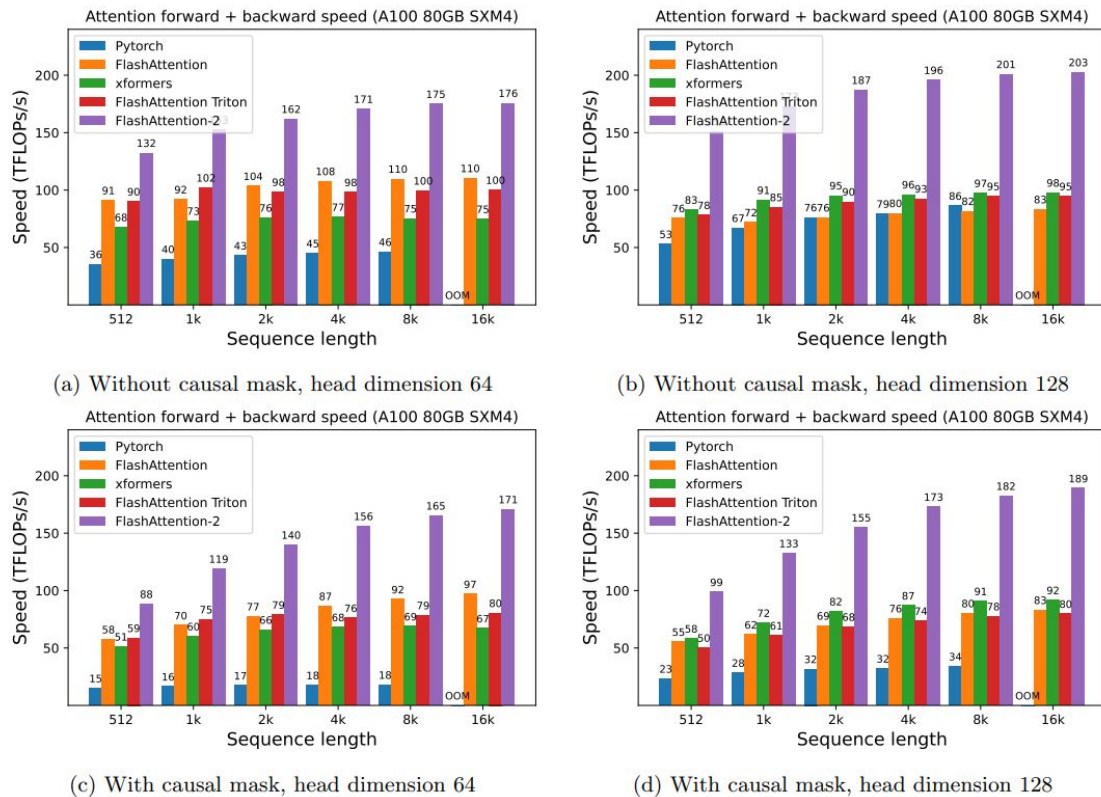 Attention forward + backward speed (A100 80GB SXM4)
Pytorch
FlashAttention
xformers
FlashAttention Triton
FlashAttention-2
Speed (TFLOPs/s)
200
150
100
50
36 91 68 90 132
40 92 73 102
43 104 76 98 162
45 108 77 98 171
46 110 75 100 175
OOM 110 75 100 176
512 1k 2k 4k 8k 16k
Sequence length
(a) Without causal mask, head dimension 64
Attention forward + backward speed (A100 80GB SXM4)
Pytorch
FlashAttention
xformers
FlashAttention Triton
FlashAttention-2
Speed (TFLOPs/s)
200
150
100
50
53 76 83 78
67 72 91 85
76 76 95 90 187
79 80 96 93 196
86 82 97 95 201
OOM 83 98 95 203
512 1k 2k 4k 8k 16k
Sequence length
(b) Without causal mask, head dimension 128
Attention forward + backward speed (A100 80GB SXM4)
Pytorch
FlashAttention
xformers
FlashAttention Triton
FlashAttention-2
Speed (TFLOPs/s)
200
150
100
50
15 58 51 59 88
16 70 60 75 119
17 77 66 79 140
18 87 68 76 156
18 92 69 79 165
OOM 97 67 80 171
512 1k 2k 4k 8k 16k
Sequence length
(c) With causal mask, head dimension 64
Attention forward + backward speed (A100 80GB SXM4)
Pytorch
FlashAttention
xformers
FlashAttention Triton
FlashAttention-2
Speed (TFLOPs/s)
200
150
100
50
23 55 58 50 99
28 62 72 61 133
32 69 82 68 155
32 76 87 74 173
34 80 91 78 182
OOM 83 92 80 189
512 1k 2k 4k 8k 16k
Sequence length
(d) With causal mask, head dimension 128